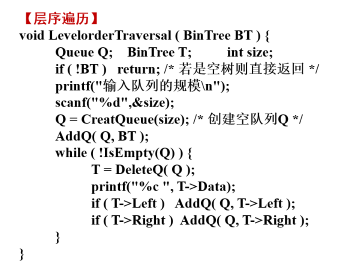 【层序遍历】
void LevelorderTraversal ( BinTree BT ) {
Queue Q; BinTree T; int size;
if ( !BT ) return; /* 若是空树则直接返回 */
printf("输入队列的规模\n");
scanf("%d",&size);
Q = CreatQueue(size); /* 创建空队列Q */
AddQ( Q, BT );
while ( !IsEmpty(Q) ) {
T = DeleteQ( Q );
printf("%c ", T->Data);
if ( T->Left ) AddQ( Q, T->Left );
if ( T->Right ) AddQ( Q, T->Right );
}
}